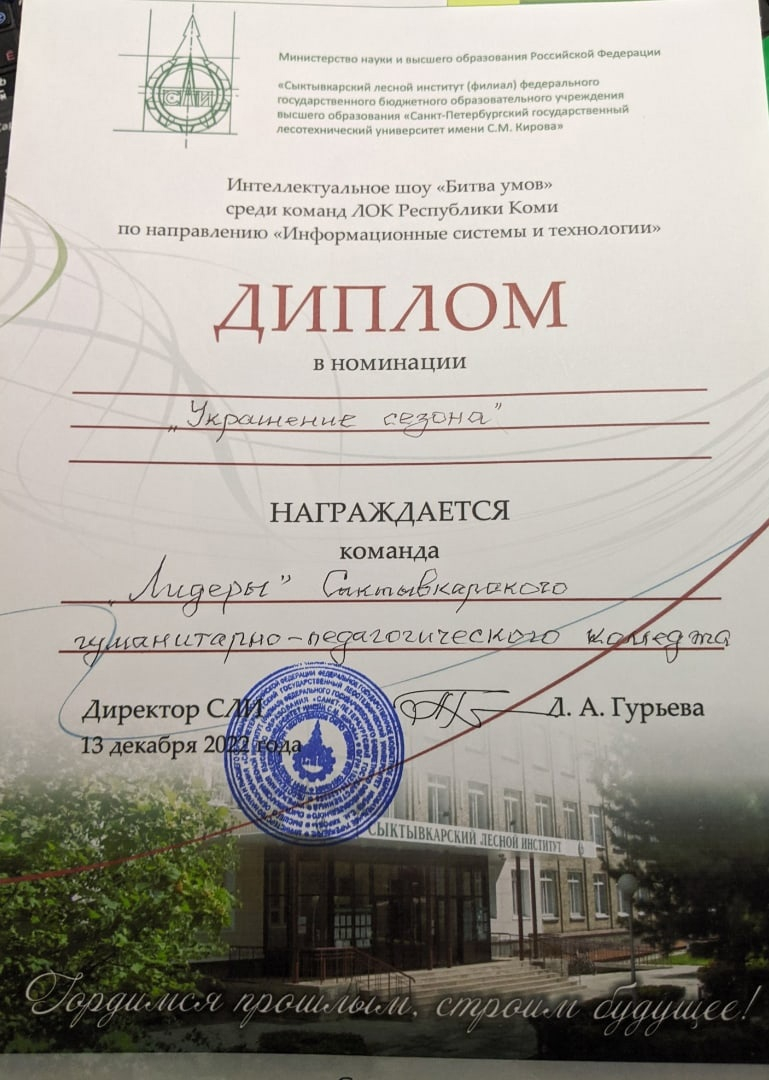 СЛИ
Министерство науки и высшего образования Российской Федерации
«Сыктывкарский лесной институт (филиал) федерального
государственного бюджетного образовательного учреждения
высшего образования «Санкт-Петербургский государственный
лесотехнический университет имени С.М. Кирова»
Интеллектуальное шоу «Битва умов»
среди команд ЛОК Республики Коми
по направлению «Информационные системы и технологии»
ДИПЛОМ
в номинации
„Украшение сезона”
НАГРАЖДАЕТСЯ
команда
„Лидеры” Сыктывкарского
гуманитарно-педагогического колледжа
Директор СЛИ Л. А. Гурьева
13 декабря 2022 года
СЫКТЫВКАРСКИЙ ЛЕСНОЙ ИНСТИТУТ
Гордимся прошлым, строим будущее!